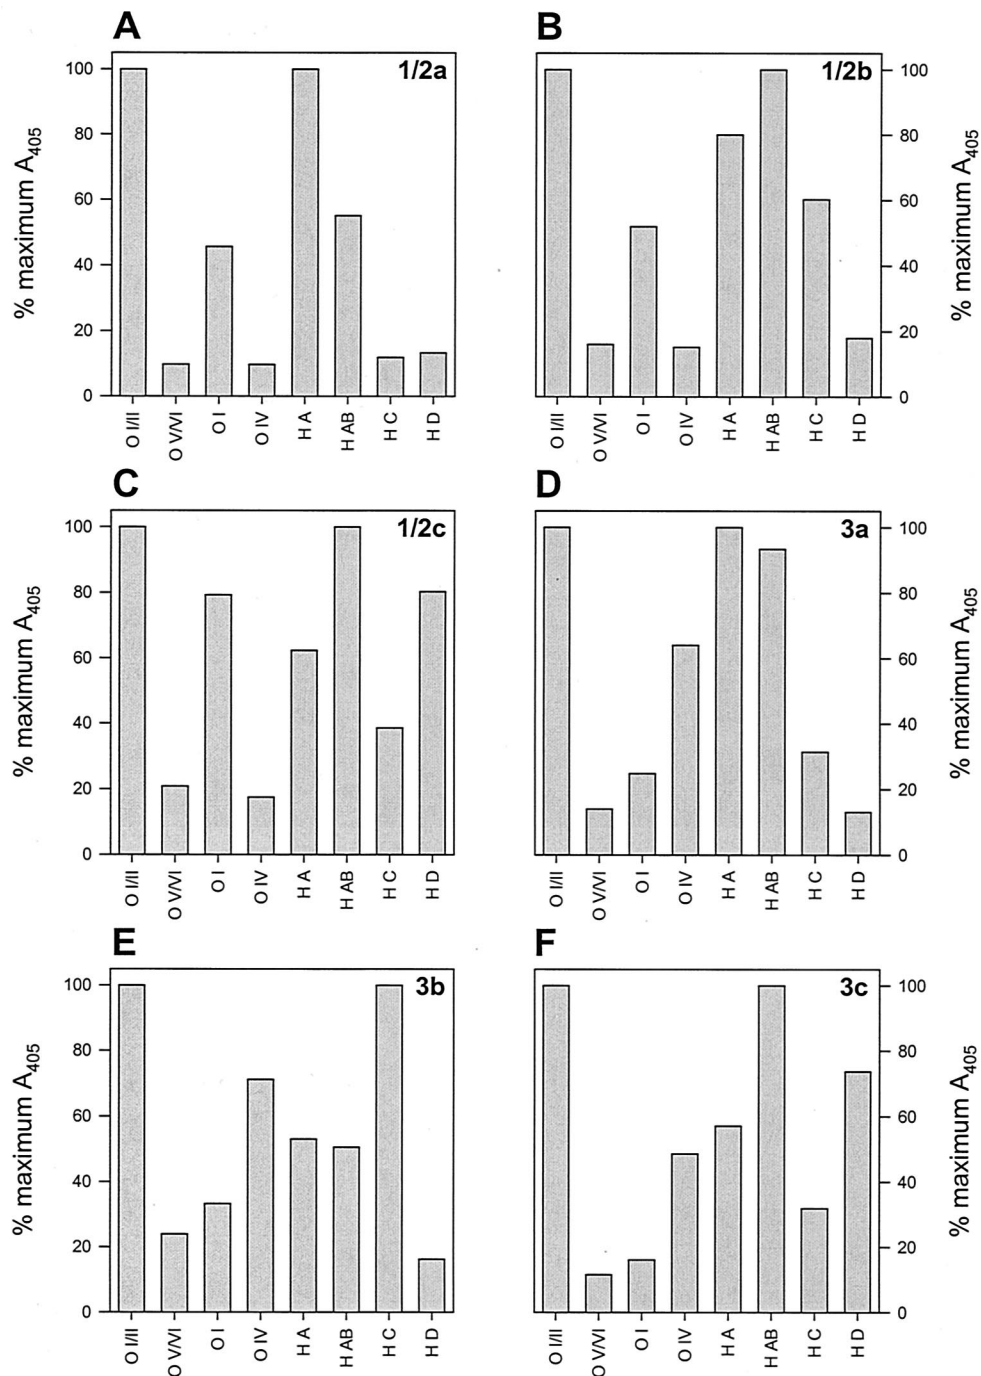 A
1/2a
% maximum A405
100
80
60
40
20
0
O I/II
O V/VI
O I
O IV
H A
H AB
H C
H D
B
1/2b
100
80
60
40
20
0
% maximum A405
O I/II
O V/VI
O I
O IV
H A
H AB
H C
H D
C
1/2c
% maximum A405
100
80
60
40
20
0
O I/II
O V/VI
O I
O IV
H A
H AB
H C
H D
D
3a
100
80
60
40
20
0
% maximum A405
O I/II
O V/VI
O I
O IV
H A
H AB
H C
H D
E
3b
% maximum A405
100
80
60
40
20
0
O I/II
O V/VI
O I
O IV
H A
H AB
H C
H D
F
3c
100
80
60
40
20
0
% maximum A405
O I/II
O V/VI
O I
O IV
H A
H AB
H C
H D